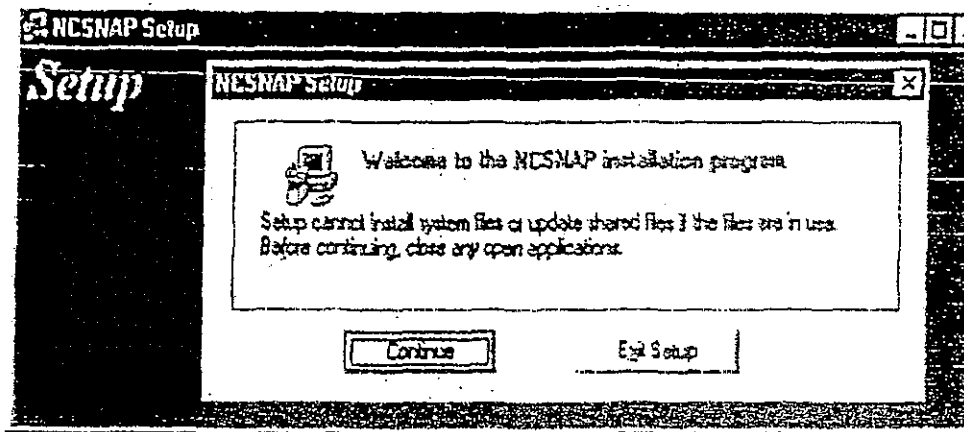 NCSNAP Setup
Setup
NCSNAP Setup
Welcome to the NCSNAP installation program.
Setup cannot install system files or update shared files if the files are in use.
Before continuing, close any open applications.
Continue
Exit Setup